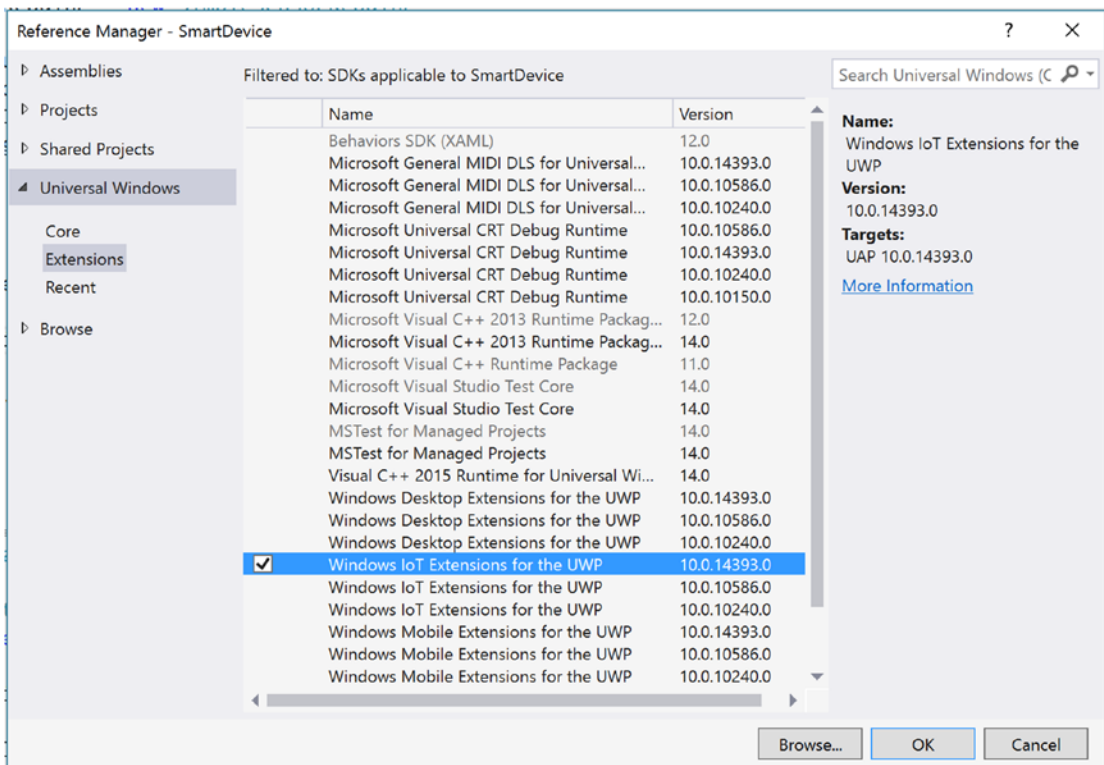 Reference Manager - SmartDevice
?
Assemblies
Projects
Shared Projects
Universal Windows
Core
Extensions
Recent
Browse
Filtered to: SDKs applicable to SmartDevice
Name Version
Behaviors SDK (XAML) 12.0
Microsoft General MIDI DLS for Universal... 10.0.14393.0
Microsoft General MIDI DLS for Universal... 10.0.10586.0
Microsoft General MIDI DLS for Universal... 10.0.10240.0
Microsoft Universal CRT Debug Runtime 10.0.10586.0
Microsoft Universal CRT Debug Runtime 10.0.14393.0
Microsoft Universal CRT Debug Runtime 10.0.10240.0
Microsoft Universal CRT Debug Runtime 10.0.10150.0
Microsoft Visual C++ 2013 Runtime Packag... 12.0
Microsoft Visual C++ 2013 Runtime Packag... 14.0
Microsoft Visual C++ Runtime Package 11.0
Microsoft Visual Studio Test Core 14.0
Microsoft Visual Studio Test Core 14.0
MSTest for Managed Projects 14.0
MSTest for Managed Projects 14.0
Visual C++ 2015 Runtime for Universal Wi... 14.0
Windows Desktop Extensions for the UWP 10.0.14393.0
Windows Desktop Extensions for the UWP 10.0.10586.0
Windows Desktop Extensions for the UWP 10.0.10240.0
Windows IoT Extensions for the UWP 10.0.14393.0
Windows IoT Extensions for the UWP 10.0.10586.0
Windows IoT Extensions for the UWP 10.0.10240.0
Windows Mobile Extensions for the UWP 10.0.14393.0
Windows Mobile Extensions for the UWP 10.0.10586.0
Windows Mobile Extensions for the UWP 10.0.10240.0
Search Universal Windows (C
Name:
Windows IoT Extensions for the
UWP
Version:
10.0.14393.0
Targets:
UAP 10.0.14393.0
More Information
Browse... OK Cancel